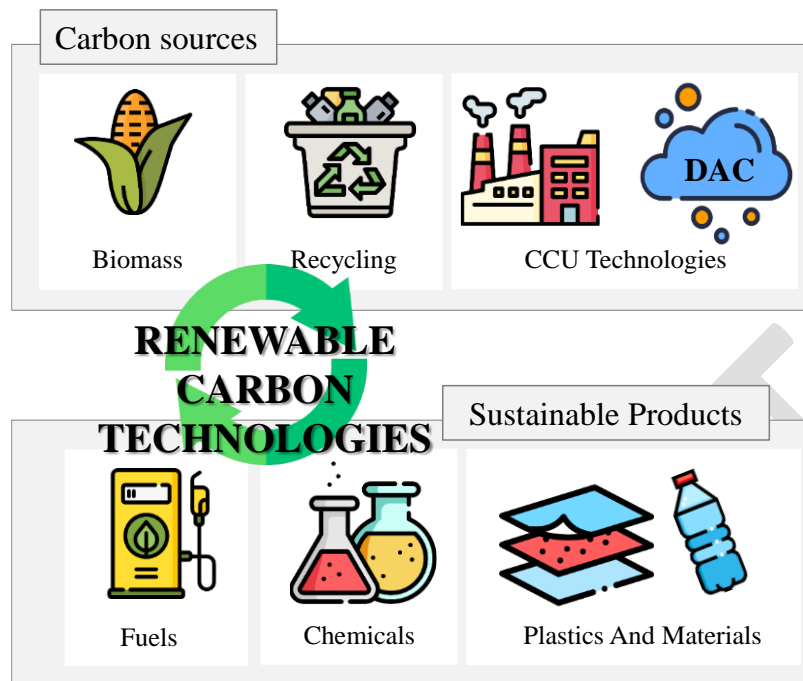 Carbon sources
DAC
Biomass
Recycling
CCU Technologies
RENEWABLE
CARBON
TECHNOLOGIES
Sustainable Products
Fuels
Chemicals
Plastics And Materials